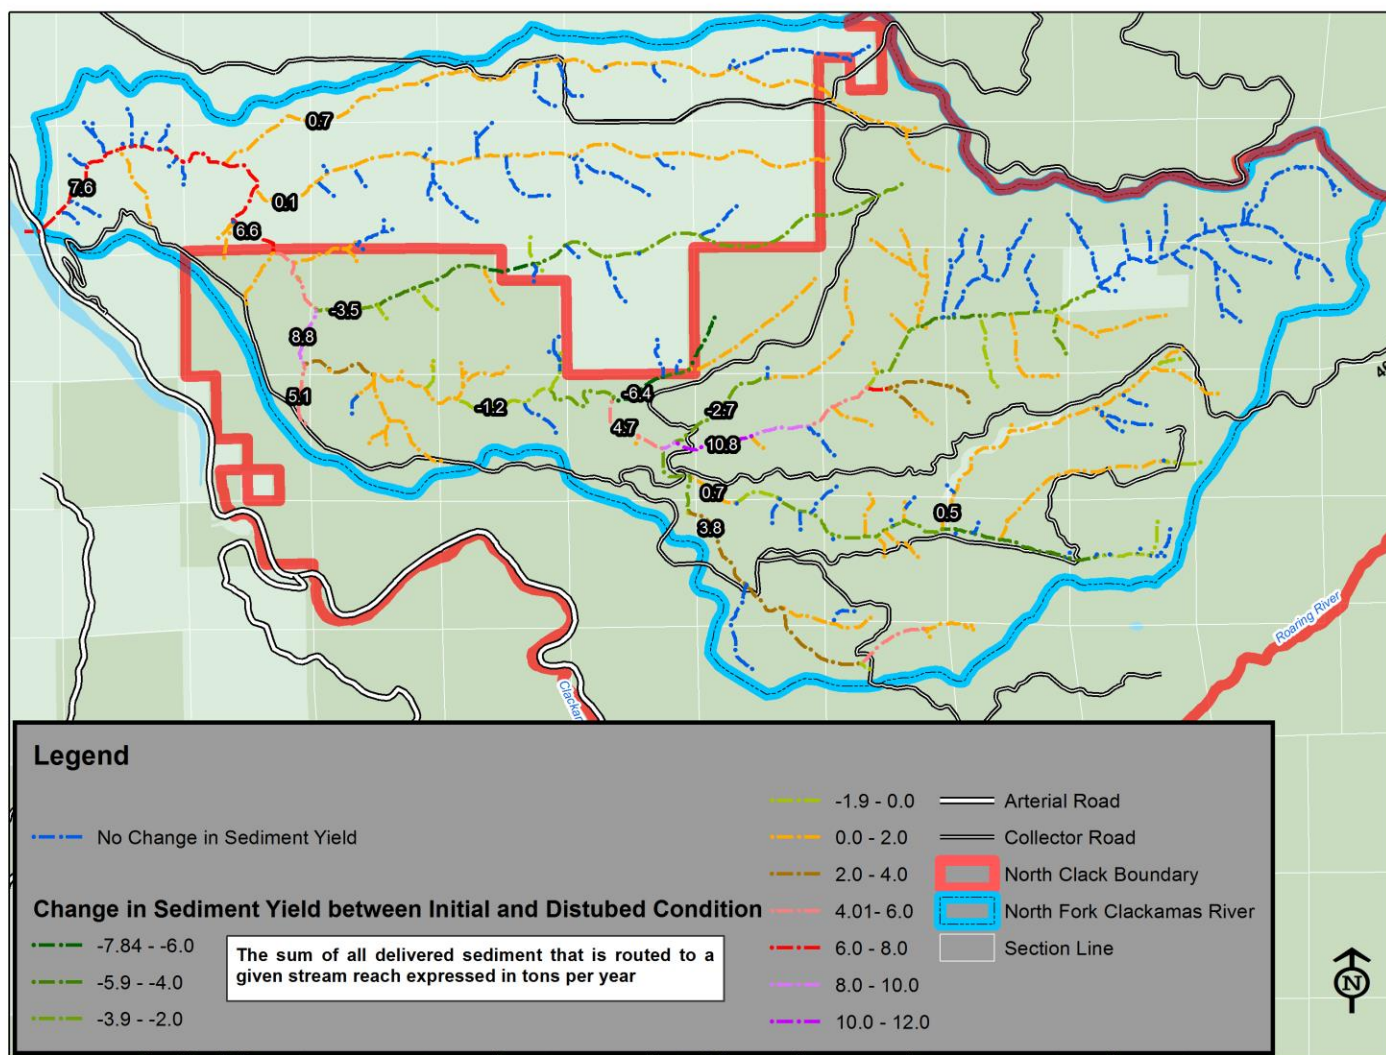 0.7
7.6
0.1
6.6
-3.5
8.8
5.1
-1.2
-6.4
-2.7
4.7
10.8
0.7
0.5
3.8
Roaring River
Legend
No Change in Sediment Yield
Change in Sediment Yield between Initial and Distubed Condition
-7.84 - -6.0
-5.9 - -4.0
-3.9 - -2.0
The sum of all delivered sediment that is routed to a
given stream reach expressed in tons per year
-1.9 - 0.0
0.0 - 2.0
2.0 - 4.0
4.01- 6.0
6.0 - 8.0
8.0 - 10.0
10.0 - 12.0
Arterial Road
Collector Road
North Clack Boundary
North Fork Clackamas River
Section Line
N